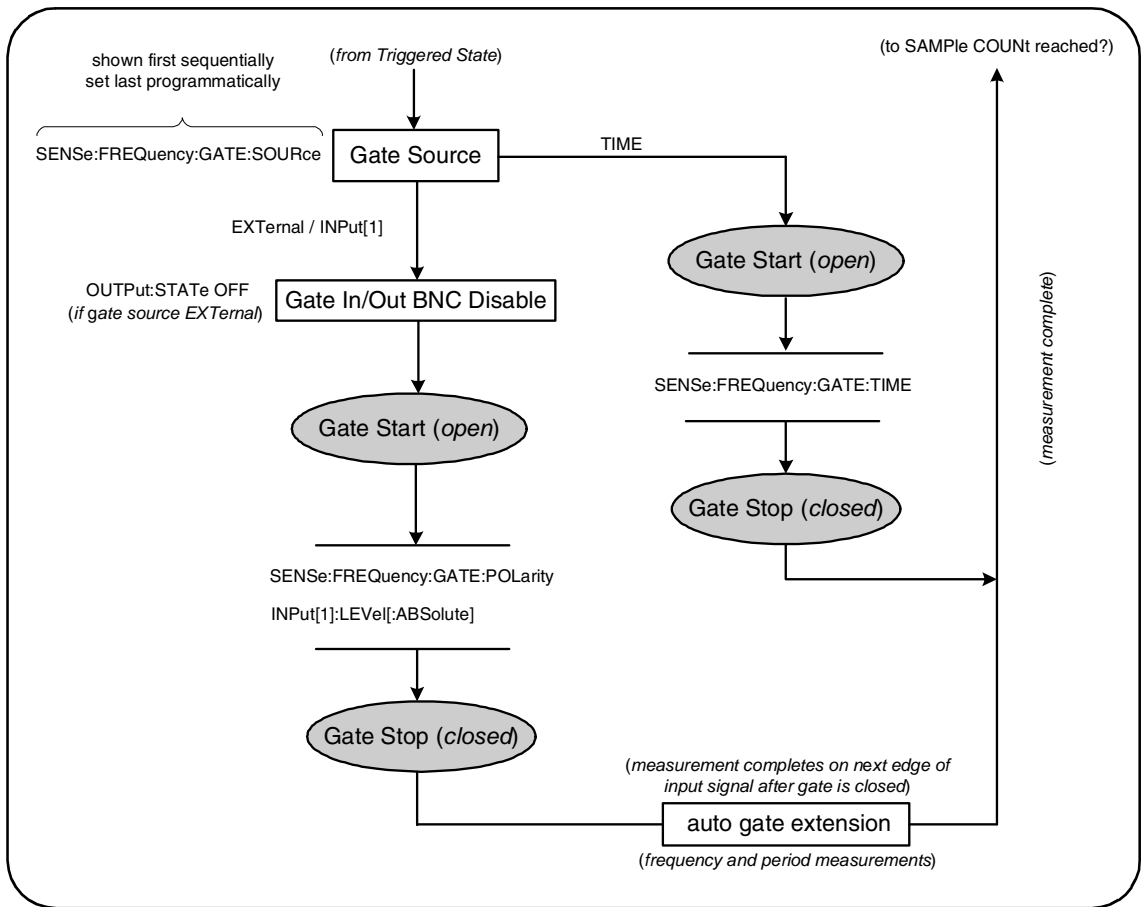 shown first sequentially
set last programmatically
SENSe:FREQuency:GATE:SOURce
(from Triggered State)
Gate Source
TIME
(to SAMPle COUNt reached?)
EXTernal / INPut[1]
OUTPut:STATe OFF
(if gate source EXTernal)
Gate In/Out BNC Disable
Gate Start (open)
SENSe:FREQuency:GATE:POLarity
INPut[1]:LEVel[:ABSolute]
Gate Stop (closed)
Gate Start (open)
SENSe:FREQuency:GATE:TIME
Gate Stop (closed)
(measurement complete)
(measurement completes on next edge of
input signal after gate is closed)
auto gate extension
(frequency and period measurements)